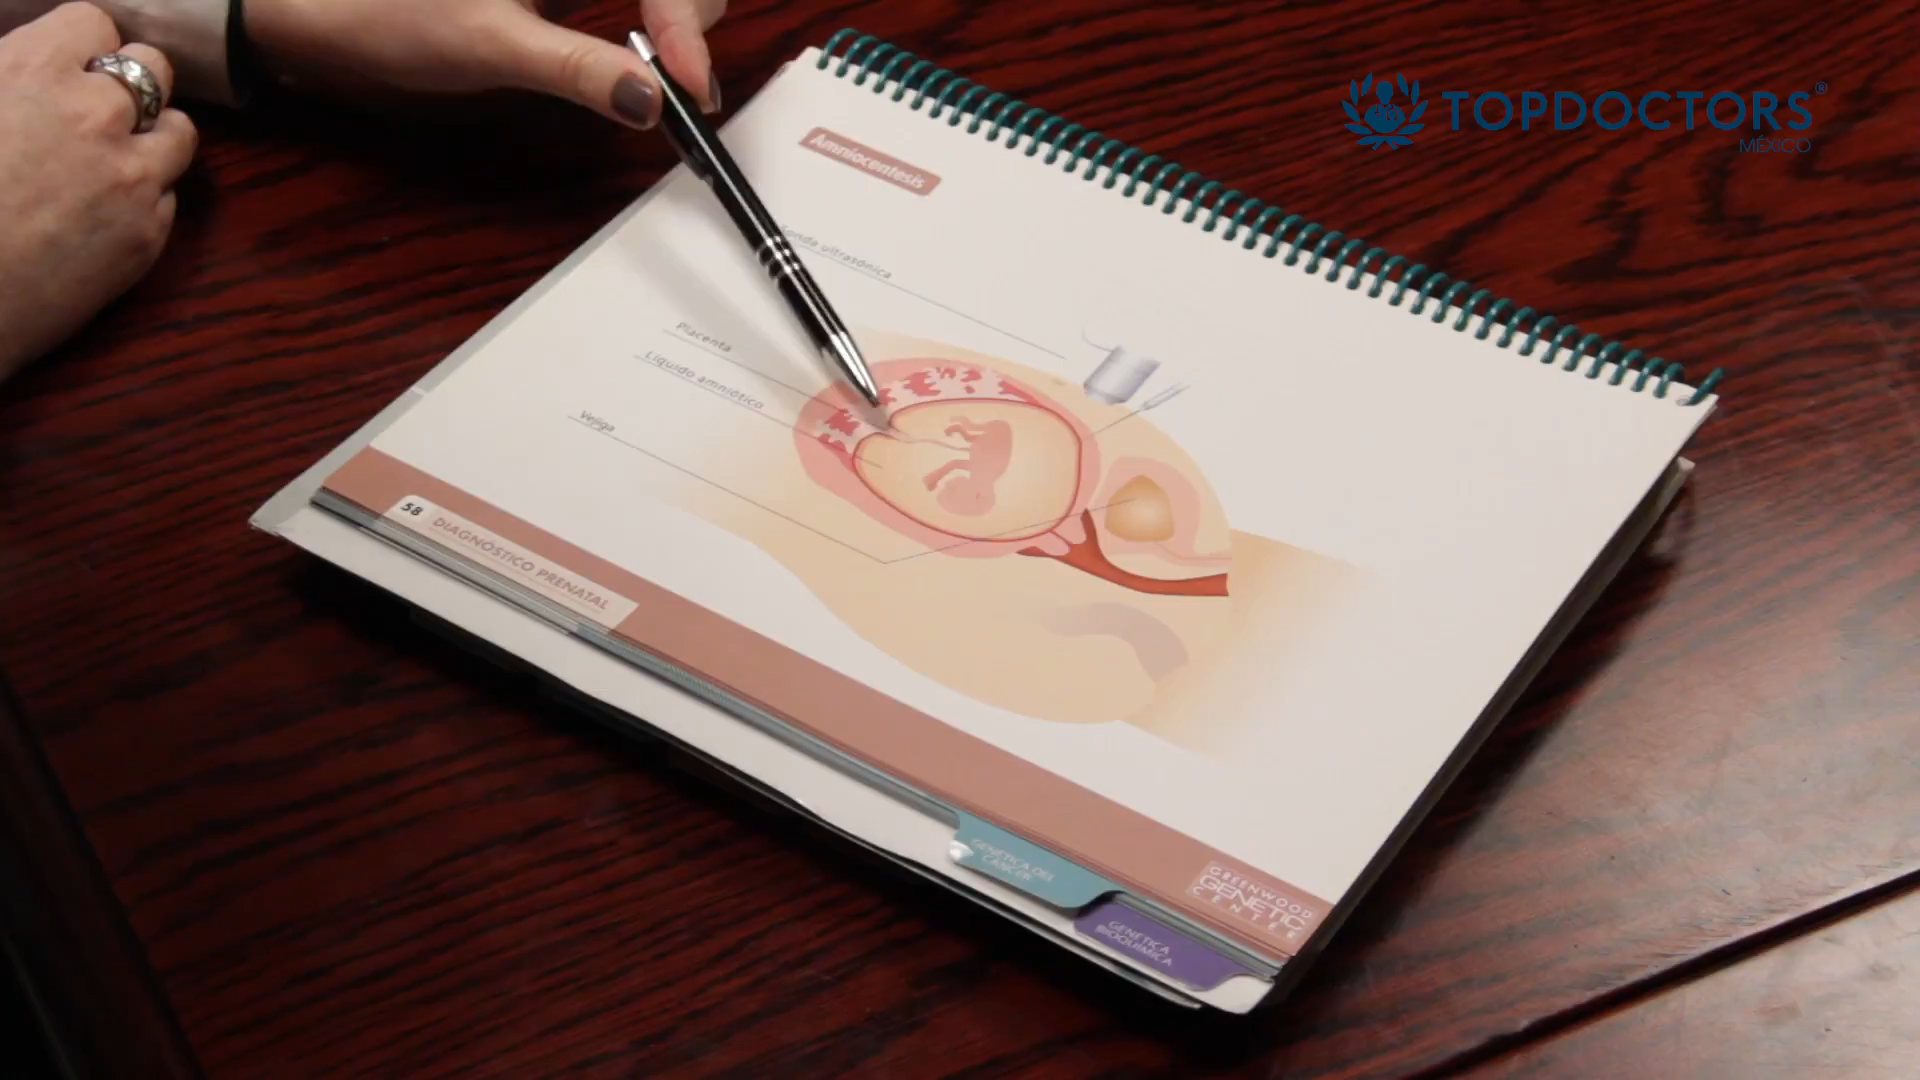 TOPDOCTORS®
MÉXICO
Amniocentesis
Sonda ultrasónica
Placenta
Líquido amniótico
Vejiga
58 DIAGNÓSTICO PRENATAL
GENÉTICA DEL
CÁNCER
GENÉTICA
BIOQUÍMICA
GREENWOOD
GENETIC
CENTER